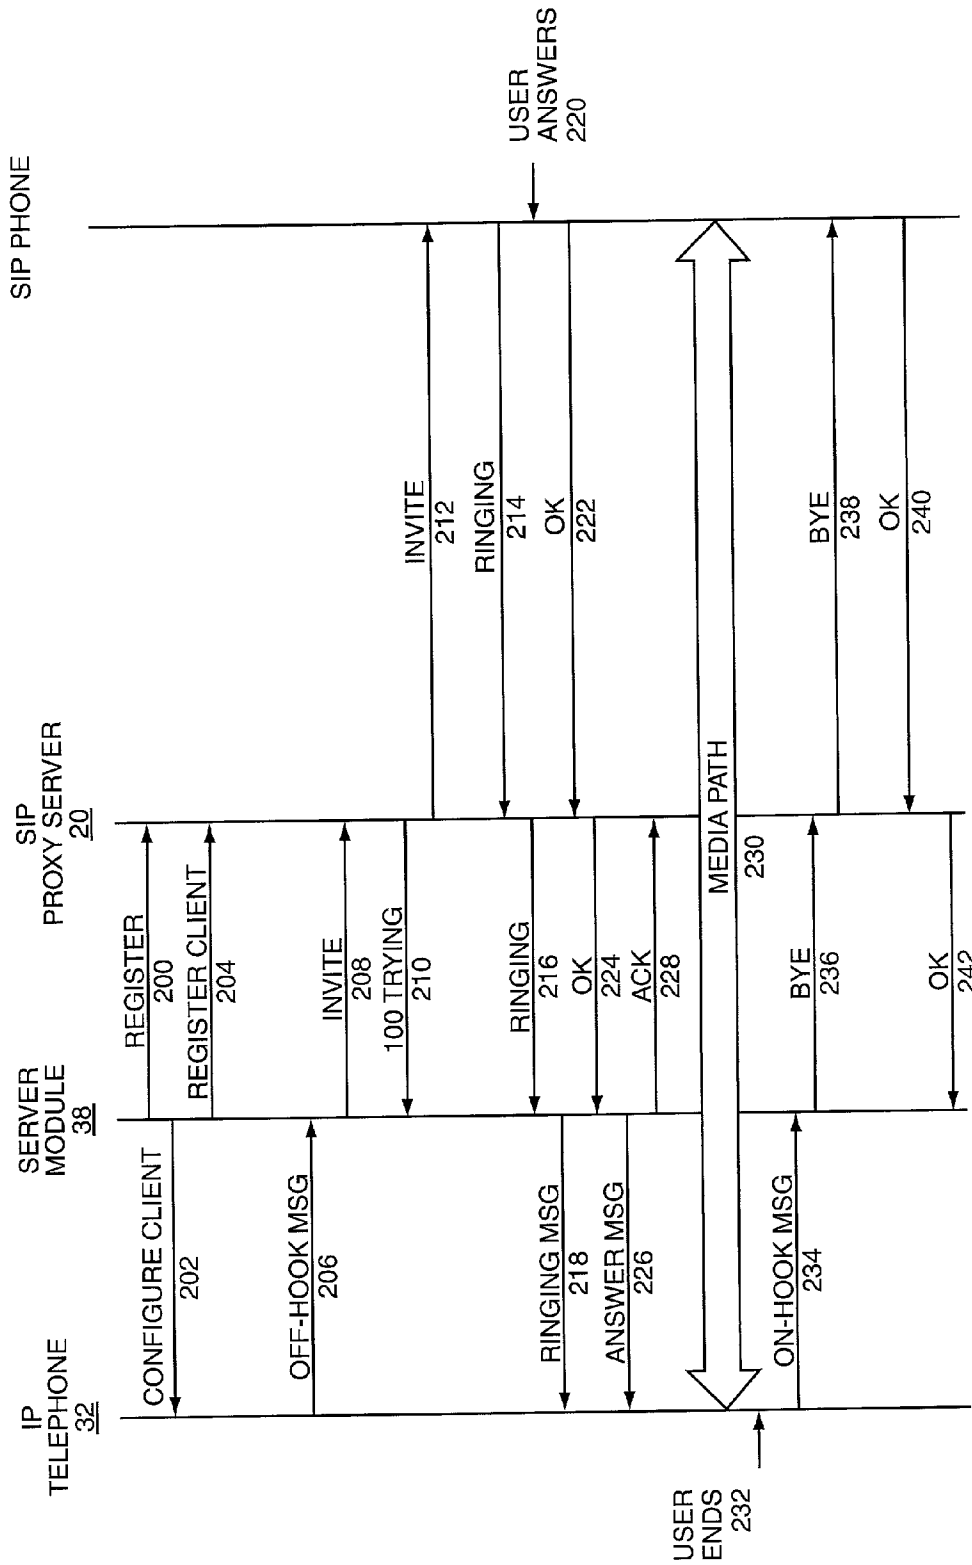 IP
TELEPHONE
32
SERVER
MODULE
38
SIP
PROXY SERVER
20
SIP PHONE
REGISTER
200
CONFIGURE CLIENT
202
REGISTER CLIENT
204
OFF-HOOK MSG
206
INVITE
208
100 TRYING
210
INVITE
212
RINGING
214
RINGING
216
RINGING MSG
218
USER
ANSWERS
220
OK
222
OK
224
ANSWER MSG
226
ACK
228
MEDIA PATH
230
USER
ENDS
232
ON-HOOK MSG
234
BYE
236
BYE
238
OK
240
OK
242